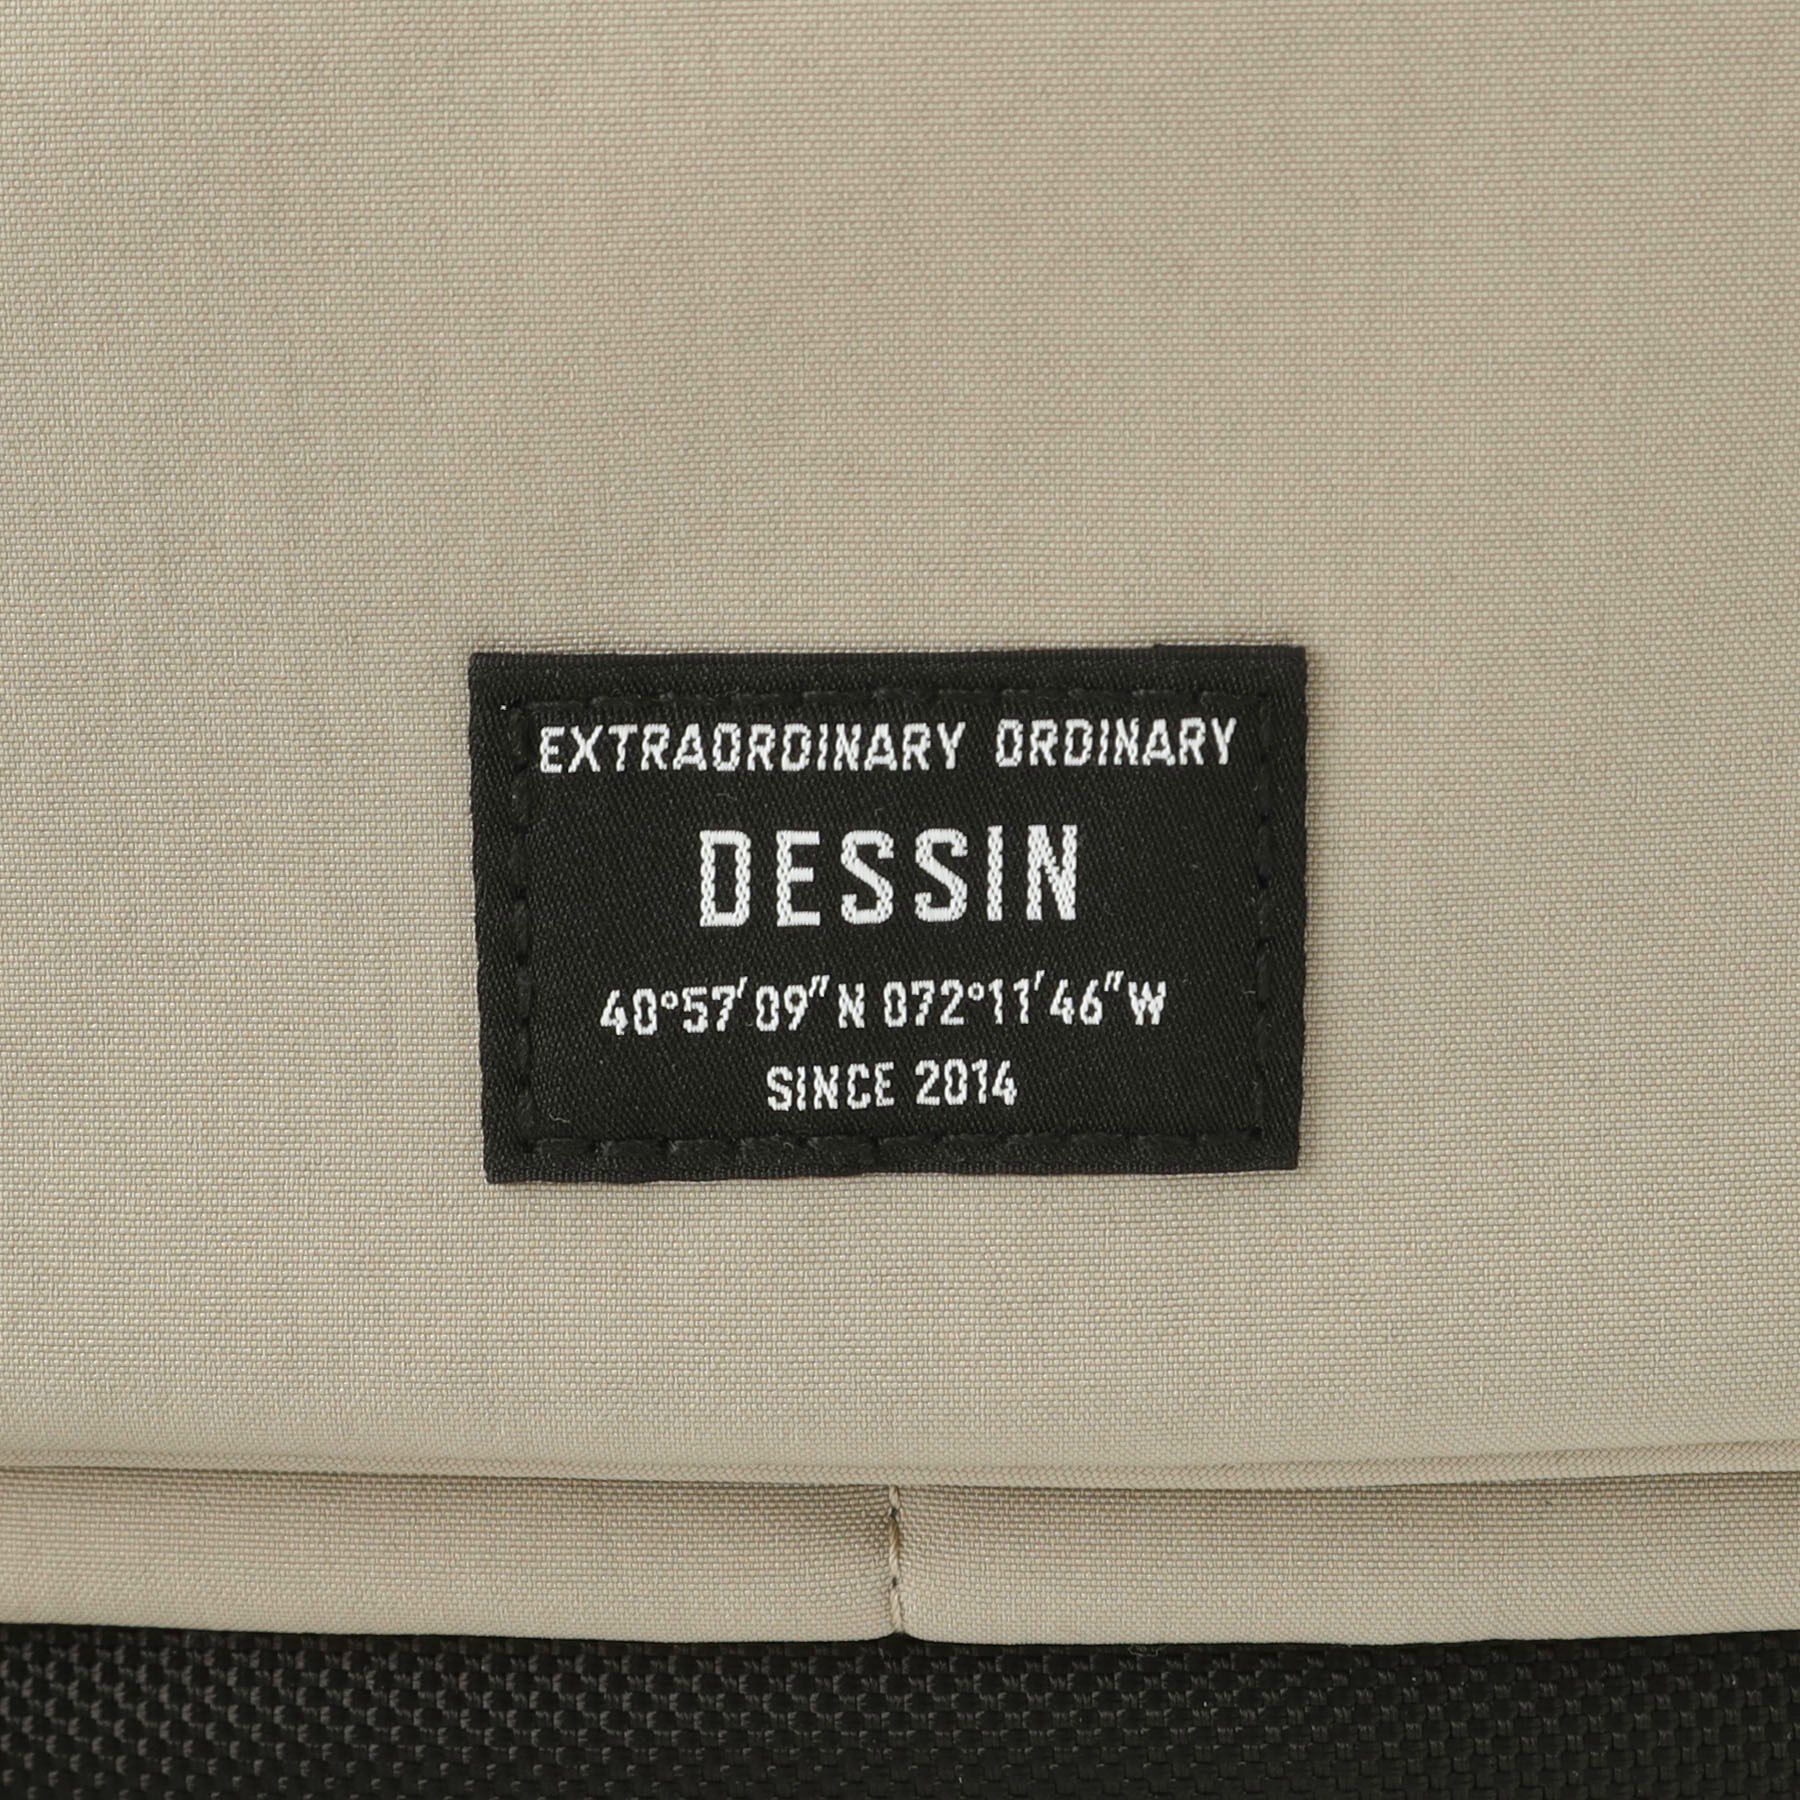 EXTRAORDINARY ORDINARY
DESSIN
40°57′09″N 072°11′46″W
SINCE 2014